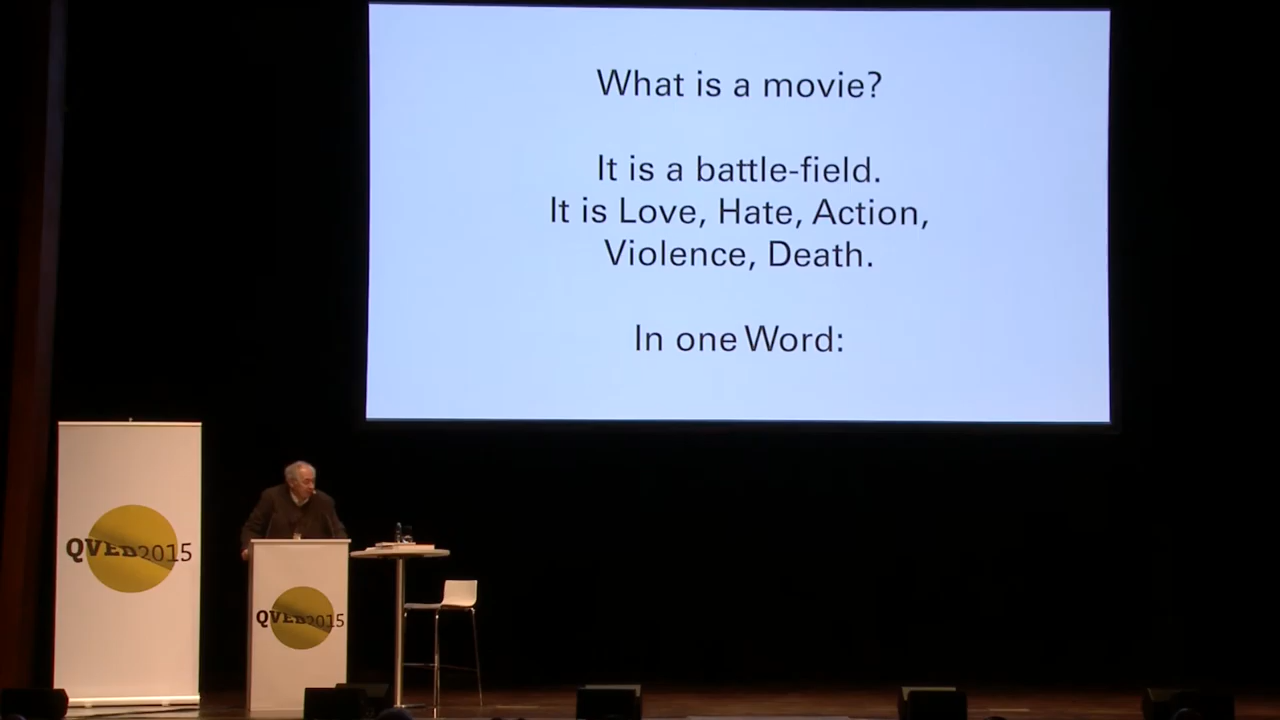 What is a movie?
It is a battle-field.
It is Love, Hate, Action,
Violence, Death.
In one Word:
QVED2015
QVED2015